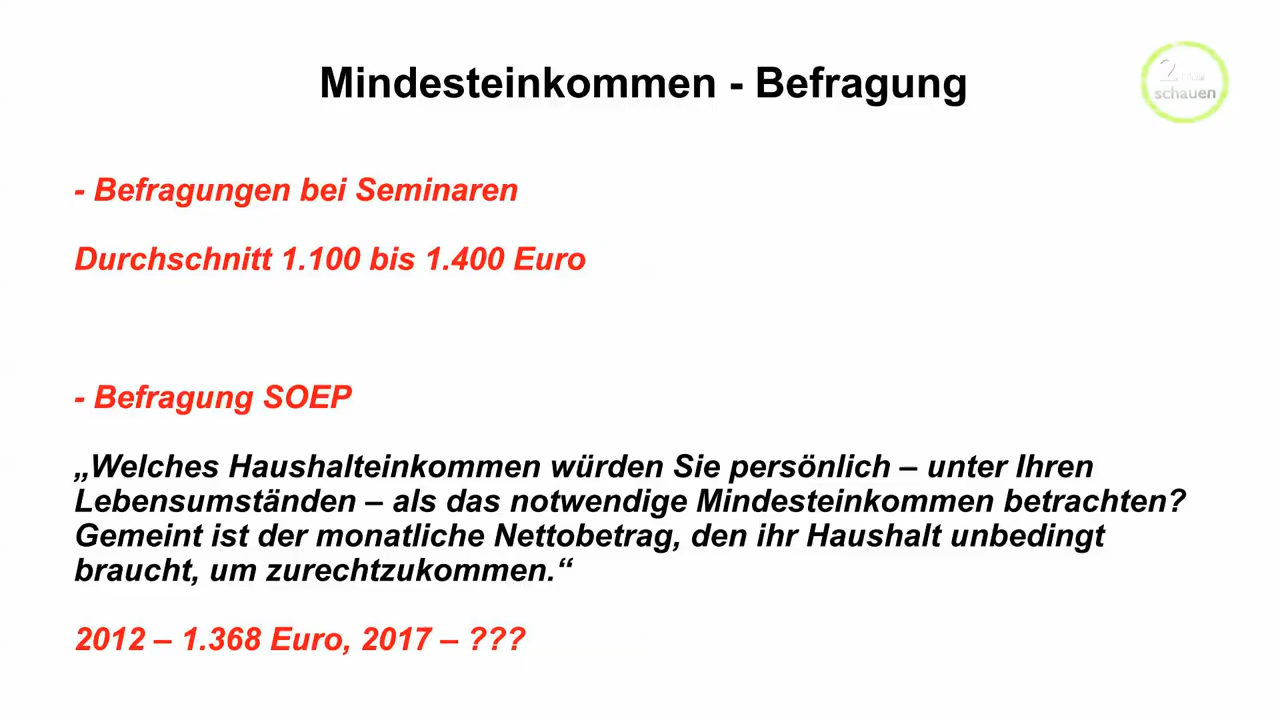 Mindesteinkommen - Befragung
2 Mal
schauen
- Befragungen bei Seminaren
Durchschnitt 1.100 bis 1.400 Euro
- Befragung SOEP
„Welches Haushalteinkommen würden Sie persönlich – unter Ihren
Lebensumständen – als das notwendige Mindesteinkommen betrachten?
Gemeint ist der monatliche Nettobetrag, den ihr Haushalt unbedingt
braucht, um zurechtzukommen.“
2012 – 1.368 Euro, 2017 – ???